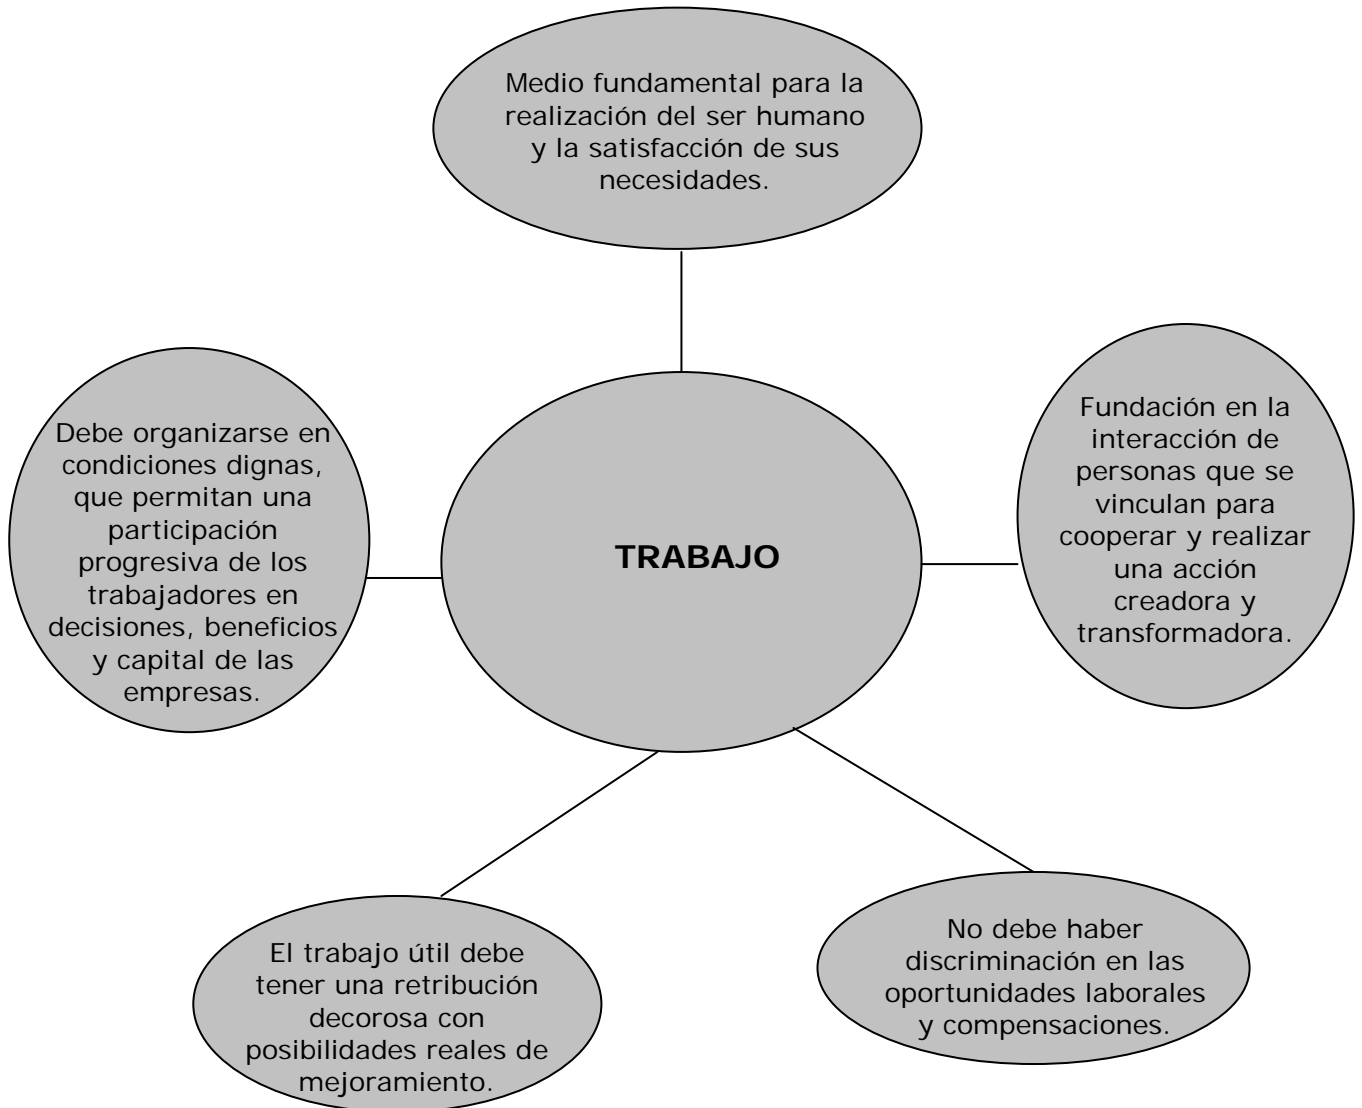 Medio fundamental para la
realización del ser humano
y la satisfacción de sus
necesidades.
Debe organizarse en
condiciones dignas,
que permitan una
participación
progresiva de los
trabajadores en
decisiones, beneficios
y capital de las
empresas.
TRABAJO
Fundación en la
interacción de
personas que se
vinculan para
cooperar y realizar
una acción
creadora y
transformadora.
El trabajo útil debe
tener una retribución
decorosa con
posibilidades reales de
mejoramiento.
No debe haber
discriminación en las
oportunidades laborales
y compensaciones.